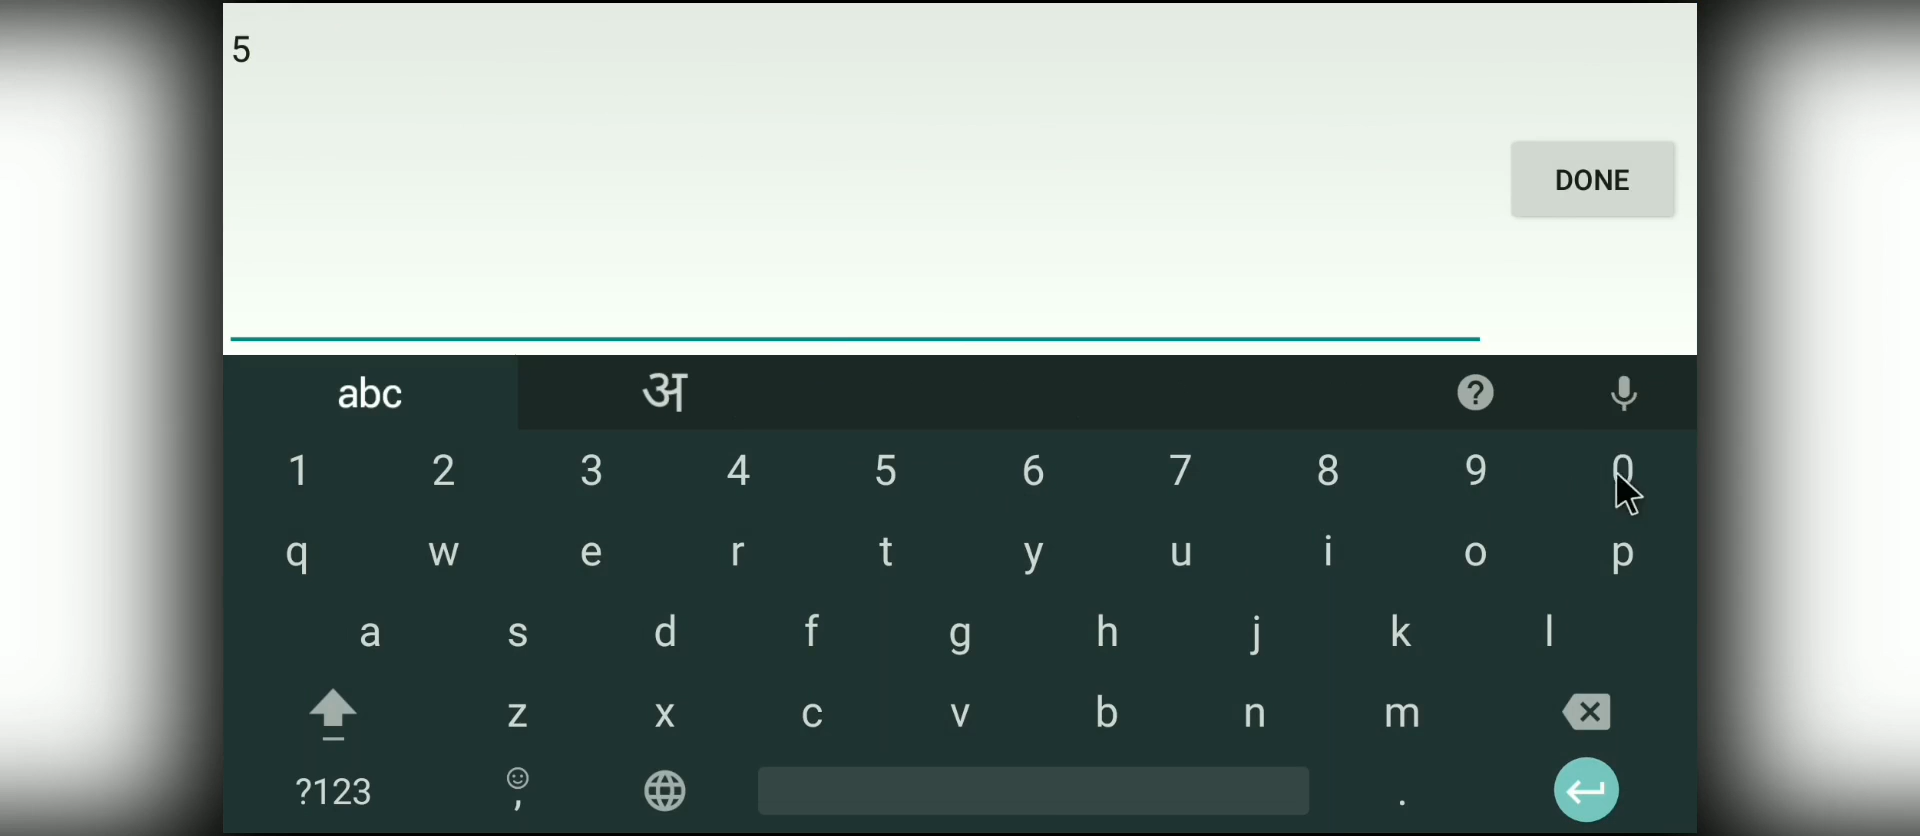 5
DONE
abc अ ?
1 2 3 4 5 6 7 8 9 0
q w e r t y u i o p
a s d f g h j k l
z x c v b n m
?123 , .